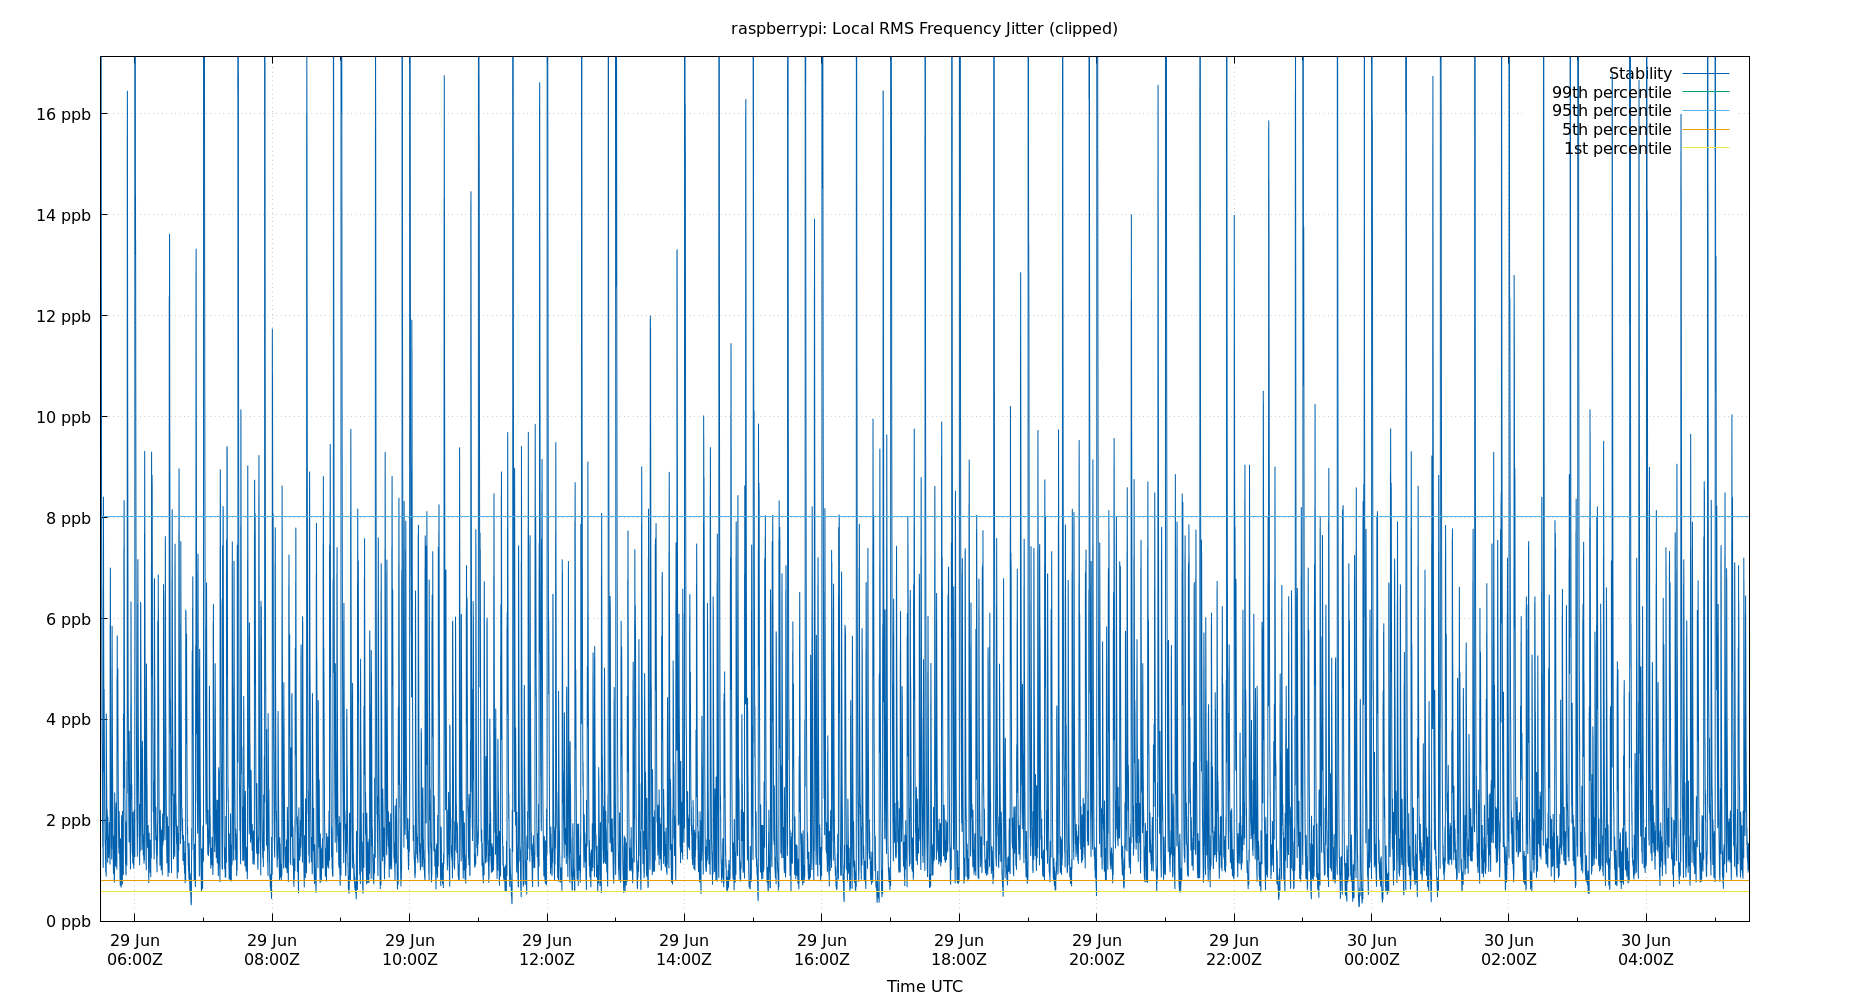 raspberrypi: Local RMS Frequency Jitter (clipped)
Stability
99th percentile
95th percentile
5th percentile
1st percentile
16 ppb
14 ppb
12 ppb
10 ppb
8 ppb
6 ppb
4 ppb
2 ppb
0 ppb
29 Jun 29 Jun 29 Jun 29 Jun 29 Jun 29 Jun 29 Jun 29 Jun 29 Jun 30 Jun 30 Jun 30 Jun
06:00Z 08:00Z 10:00Z 12:00Z 14:00Z 16:00Z 18:00Z 20:00Z 22:00Z 00:00Z 02:00Z 04:00Z
Time UTC